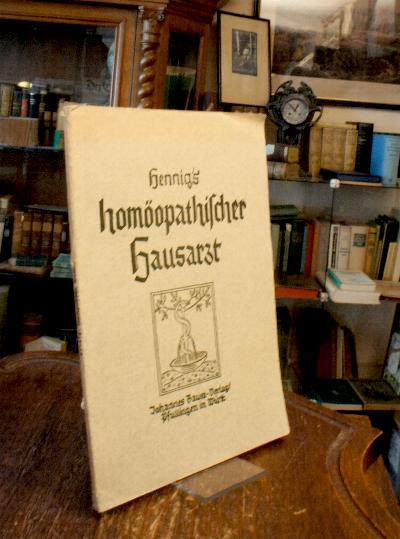 Hennig's
homöopathischer
Hausarzt
Johannes Baum-Verlag
Pfullingen in Württ